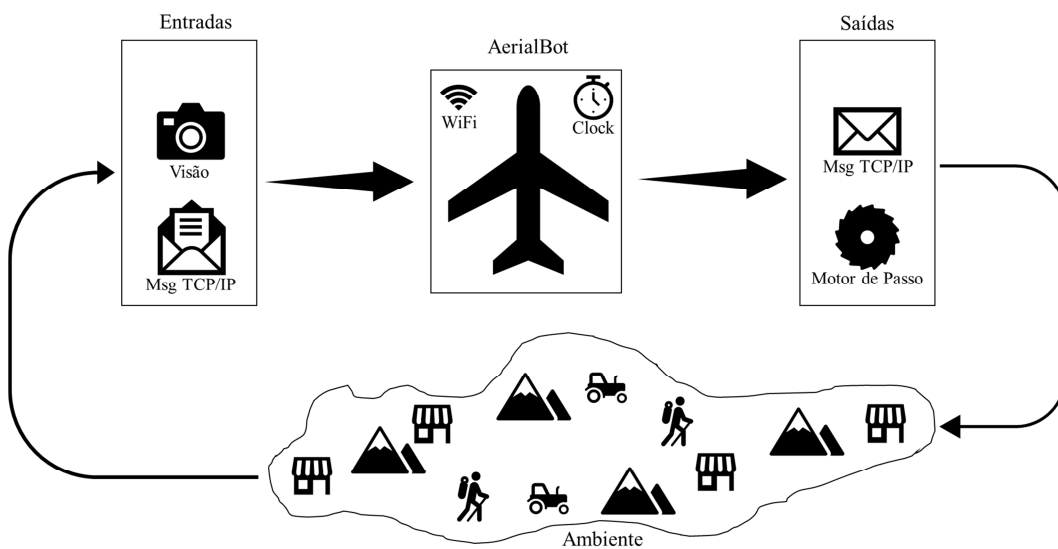 Entradas
Visão
Msg TCP/IP
AerialBot
WiFi
Clock
Saídas
Msg TCP/IP
Motor de Passo
Ambiente